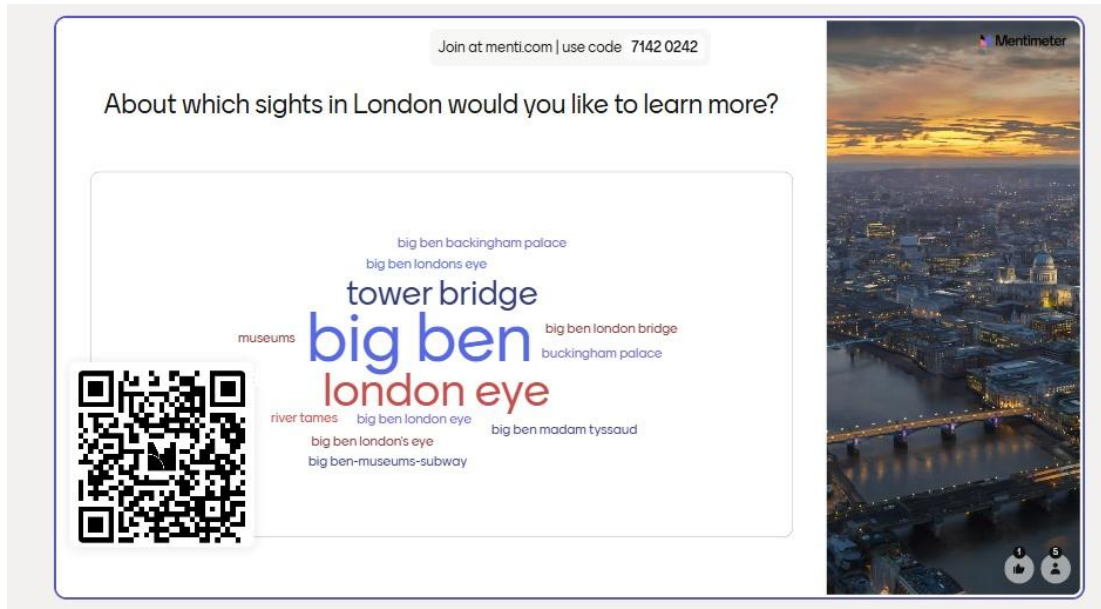 Join at menti.com | use code 7142 0242
Mentimeter
About which sights in London would you like to learn more?
big ben backingham palace
big ben londons eye
tower bridge
big ben london bridge
museums
big ben
buckingham palace
london eye
river tames
big ben london eye
big ben madam tyssaud
big ben london's eye
big ben-museums-subway
1
5